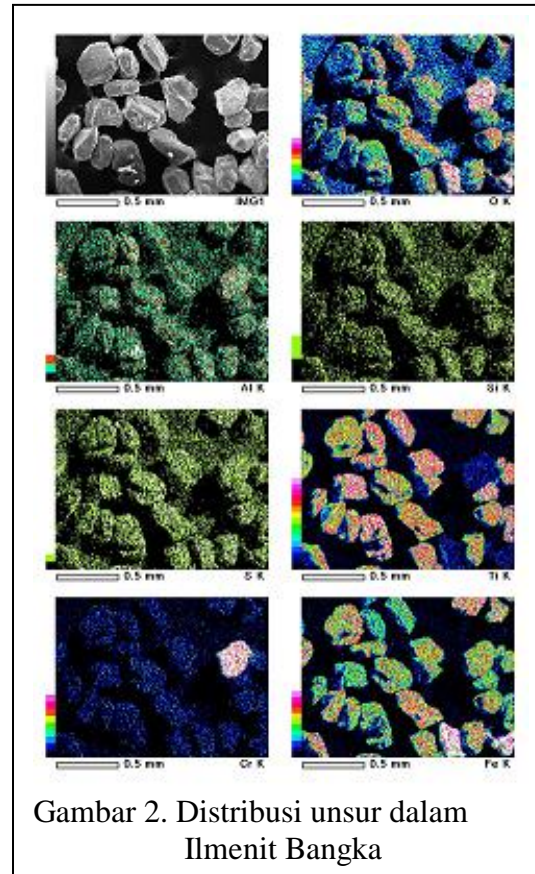 0.5 mm IMG1
0.5 mm O K
0.5 mm Al K
0.5 mm Si K
0.5 mm S K
0.5 mm Ti K
0.5 mm Cr K
0.5 mm Fe K
Gambar 2. Distribusi unsur dalam
Ilmenit Bangka